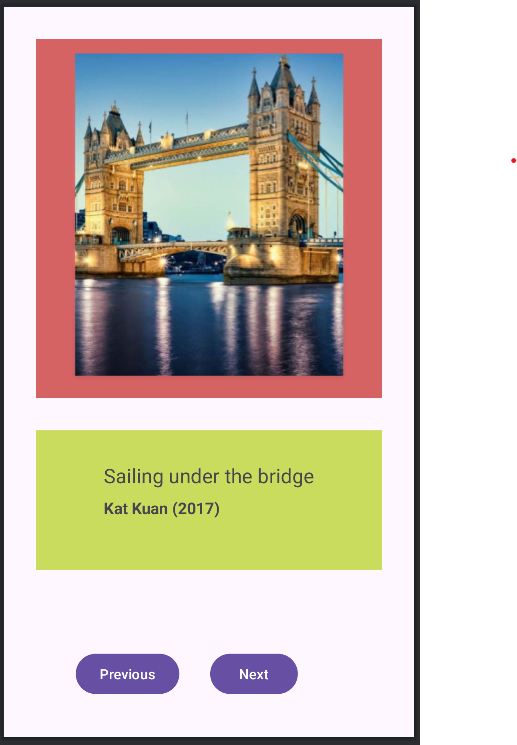 Sailing under the bridge
Kat Kuan (2017)
Previous Next